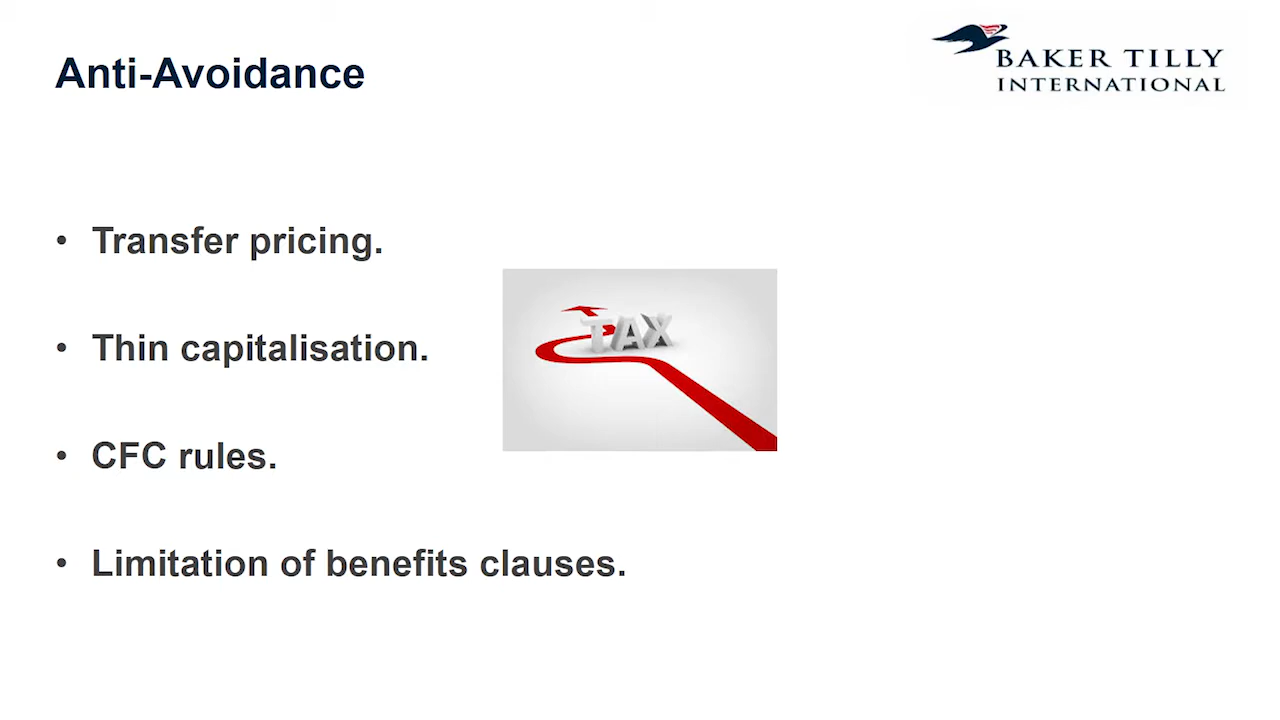 Anti-Avoidance
BAKER TILLY
INTERNATIONAL
• Transfer pricing.
TAX
• Thin capitalisation.
• CFC rules.
• Limitation of benefits clauses.